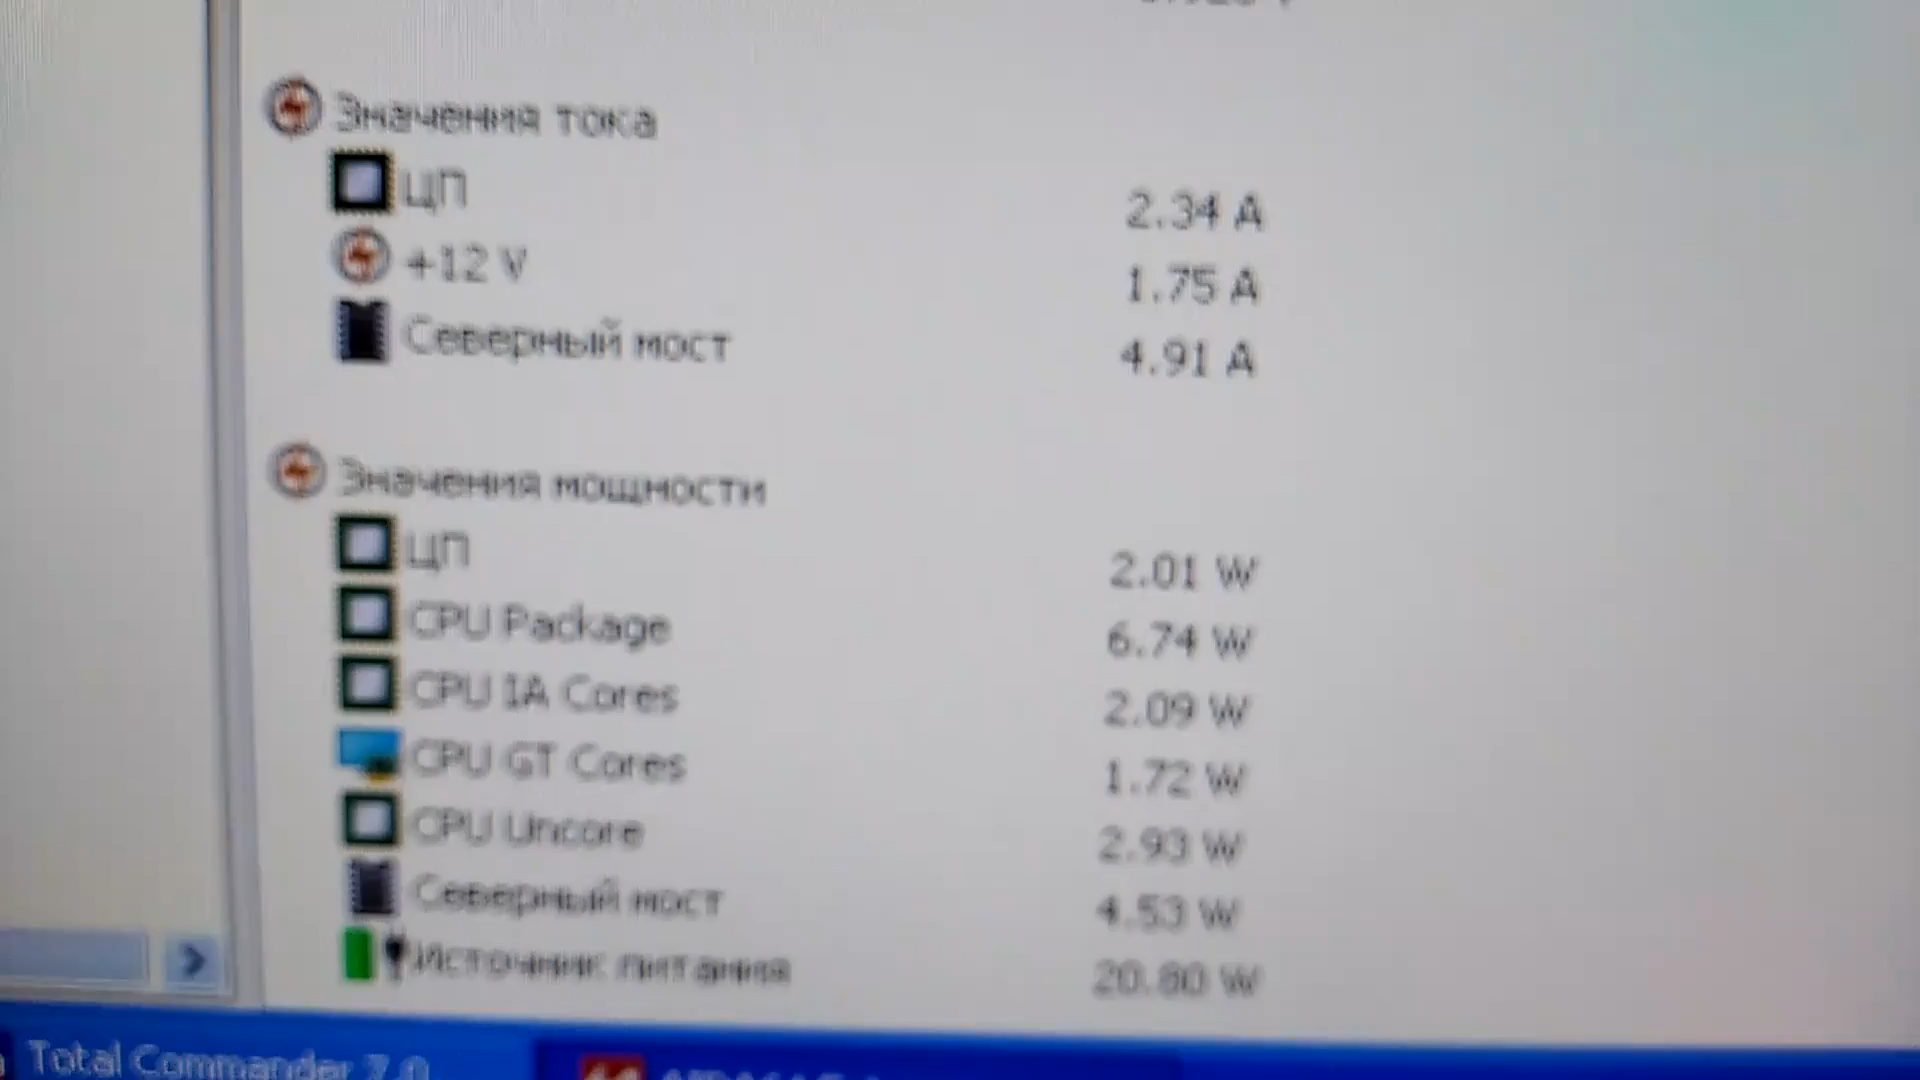 Значения тока
ЦП 2.34 A
+12 V 1.75 A
Северный мост 4.91 A
Значения мощности
ЦП 2.01 W
CPU Package 6.74 W
CPU IA Cores 2.09 W
CPU GT Cores 1.72 W
CPU Uncore 2.93 W
Северный мост 4.53 W
Источник питания 20.80 W
Total Commander 7.0